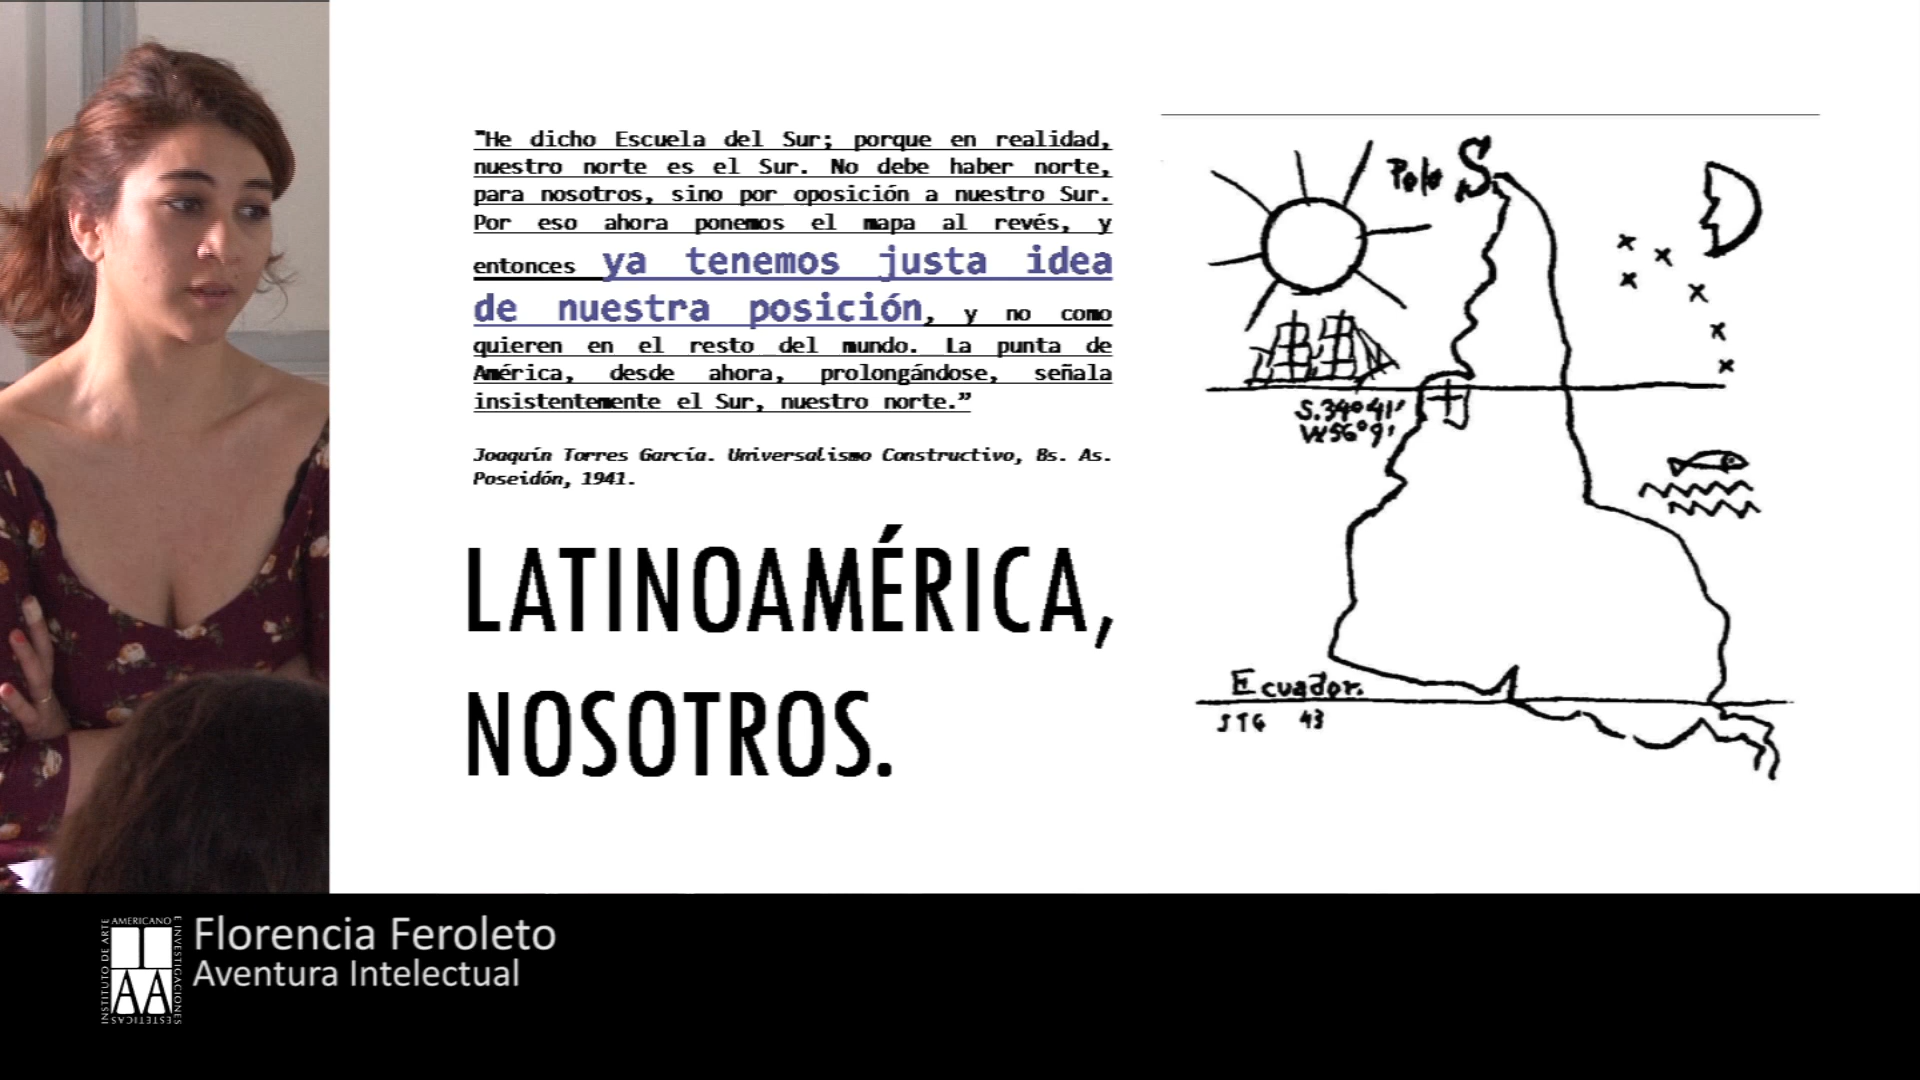 "He dicho Escuela del Sur; porque en realidad,
nuestro norte es el Sur. No debe haber norte,
para nosotros, sino por oposición a nuestro Sur.
Por eso ahora ponemos el mapa al revés, y
entonces ya tenemos justa idea
de nuestra posición, y no como
quieren en el resto del mundo. La punta de
América, desde ahora, prolongándose, señala
insistentemente el Sur, nuestro norte.”
Joaquín Torres García. Universalismo Constructivo, Bs. As.
Poseidón, 1941.
LATINOAMÉRICA,
NOSOTROS.
Polo S
S.34º41'
W56º9'
Ecuador.
JTG 43
INSTITUTO DE ARTE
AMERICANO
E INVESTIGACIONES
ESTETICAS
IAA
Florencia Feroleto
Aventura Intelectual